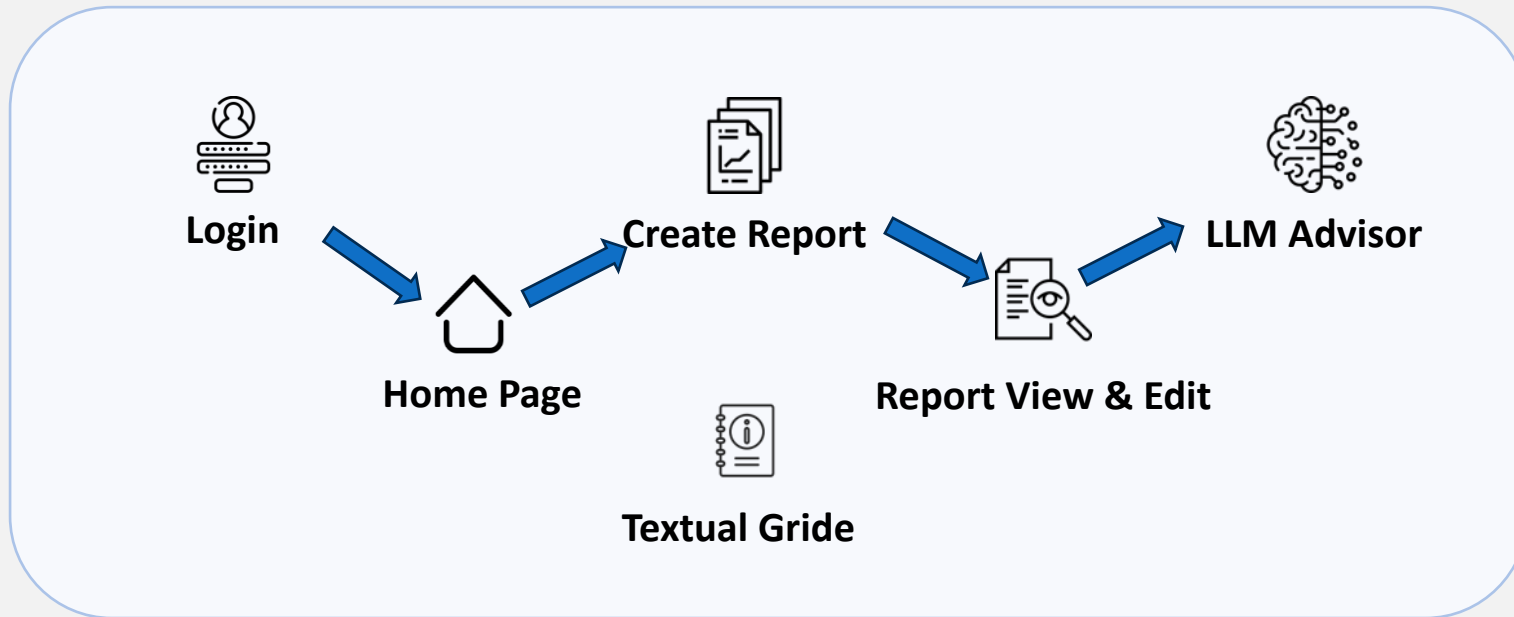 Login
Create Report
LLM Advisor
Home Page
Report View & Edit
Textual Gride